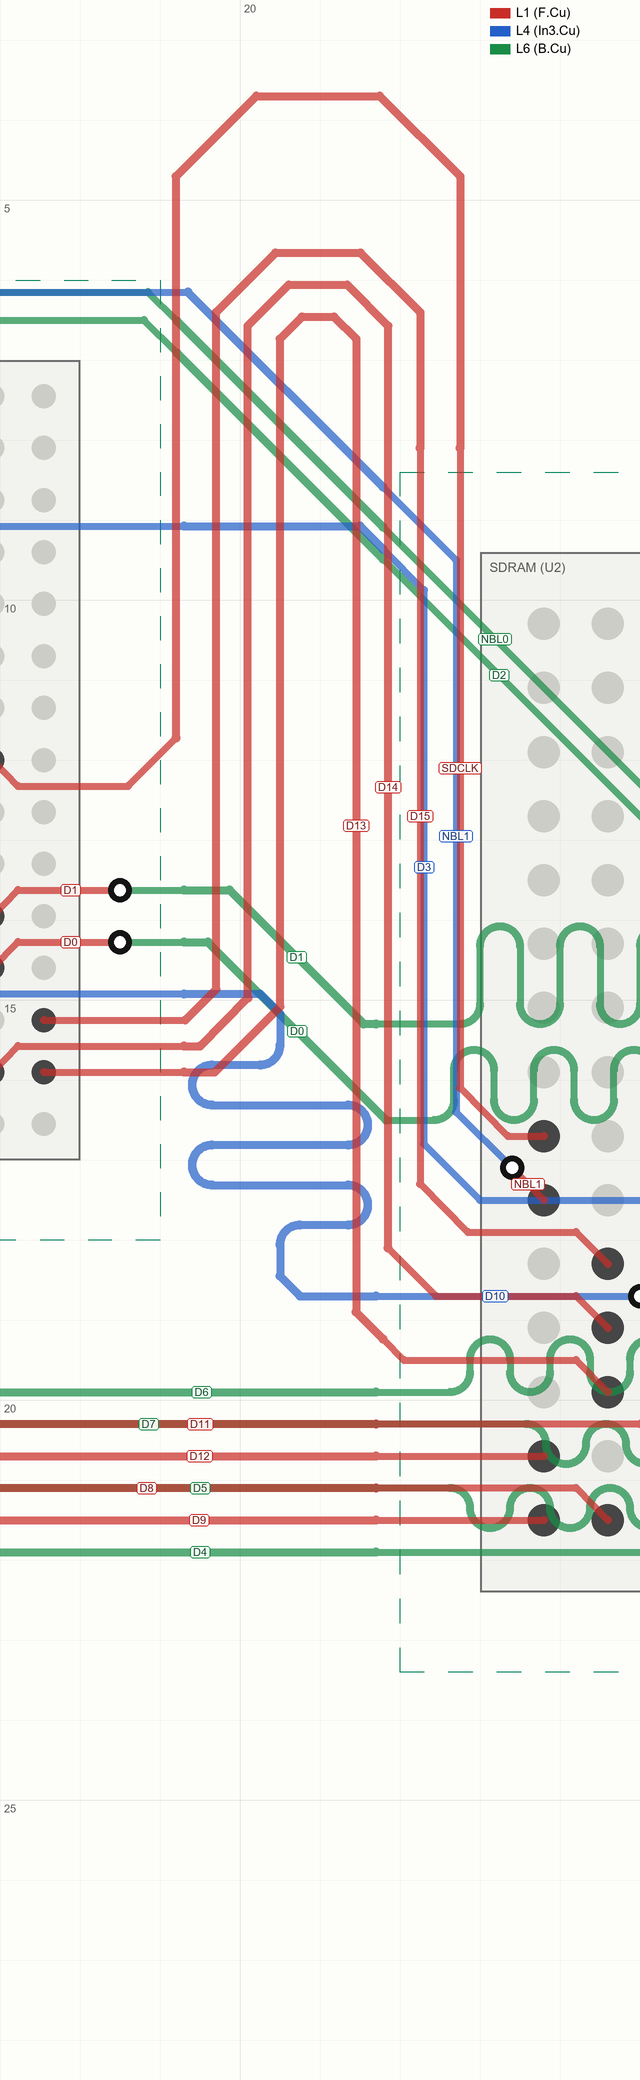 20
L1 (F.Cu)
L4 (In3.Cu)
L6 (B.Cu)
5
SDRAM (U2)
10
NBL0
D2
SDCLK
D14
D15
D13
NBL1
D3
D1
D0
D1
15
D0
NBL1
D10
D6
20
D7 D11
D12
D8 D5
D9
D4
25